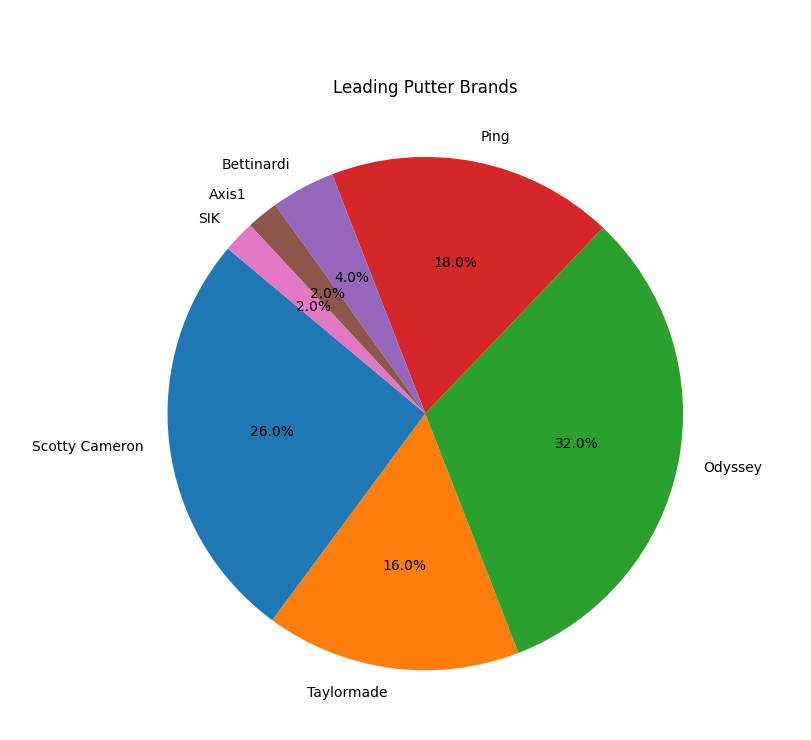 Leading Putter Brands
Ping
Bettinardi
Axis1
SIK
18.0%
4.0%
2.0%
2.0%
26.0%
32.0%
Scotty Cameron
Odyssey
16.0%
Taylormade